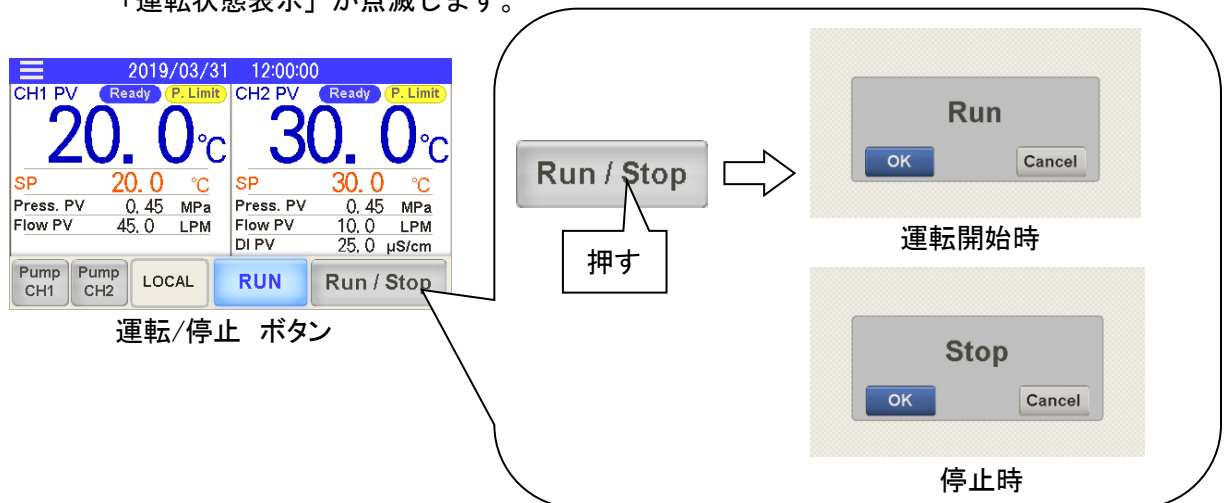 「運転状態表示」が点滅します。
2019/03/31 12:00:00
CH1 PV Ready P. Limit CH2 PV Ready P. Limit
20.0℃ 30.0℃
SP 20.0 ℃ SP 30.0 ℃
Press. PV 0.45 MPa Press. PV 0.45 MPa
Flow PV 45.0 LPM Flow PV 10.0 LPM
DI PV 25.0 μS/cm
Pump CH1 Pump CH2 LOCAL RUN Run / Stop
運転/停止 ボタン
Run / Stop
押す
Run
OK Cancel
運転開始時
Stop
OK Cancel
停止時